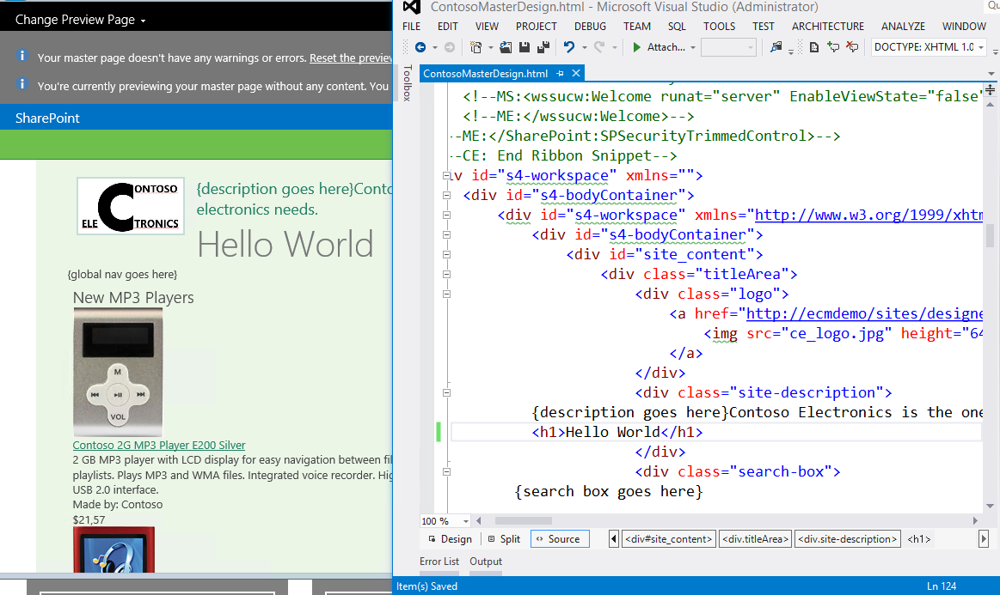 Change Preview Page
Your master page doesn't have any warnings or errors. Reset the preview
You're currently previewing your master page without any content. You
SharePoint
CONTOSO
ELECTRONICS
{description goes here}Conto
electronics needs.
Hello World
{global nav goes here}
New MP3 Players
M
VOL
Contoso 2G MP3 Player E200 Silver
2 GB MP3 player with LCD display for easy navigation between fil
playlists. Plays MP3 and WMA files. Integrated voice recorder. Hig
USB 2.0 interface.
Made by: Contoso
$21,57
ContosoMasterDesign.html - Microsoft Visual Studio (Administrator)
Qu
FILE EDIT VIEW PROJECT DEBUG TEAM SQL TOOLS TEST ARCHITECTURE ANALYZE WINDOW
Attach... DOCTYPE: XHTML 1.0
Toolbox
ContosoMasterDesign.html
<!--MS:<wssucw:Welcome runat="server" EnableViewState="false"
<!--ME:</wssucw:Welcome>-->
--ME:</SharePoint:SPSecurityTrimmedControl>-->
--CE: End Ribbon Snippet-->
iv id="s4-workspace" xmlns="">
<div id="s4-bodyContainer">
<div id="s4-workspace" xmlns="http://www.w3.org/1999/xhtm
<div id="s4-bodyContainer">
<div id="site_content">
<div class="titleArea">
<div class="logo">
<a href="http://ecmdemo/sites/designe
<img src="ce_logo.jpg" height="64
</a>
</div>
<div class="site-description">
{description goes here}Contoso Electronics is the one
<h1>Hello World</h1>
</div>
<div class="search-box">
{search box goes here}
100 %
Design Split Source <div#site_content> <div.titleArea> <div.site-description> <h1>
Error List Output
Item(s) Saved Ln 124